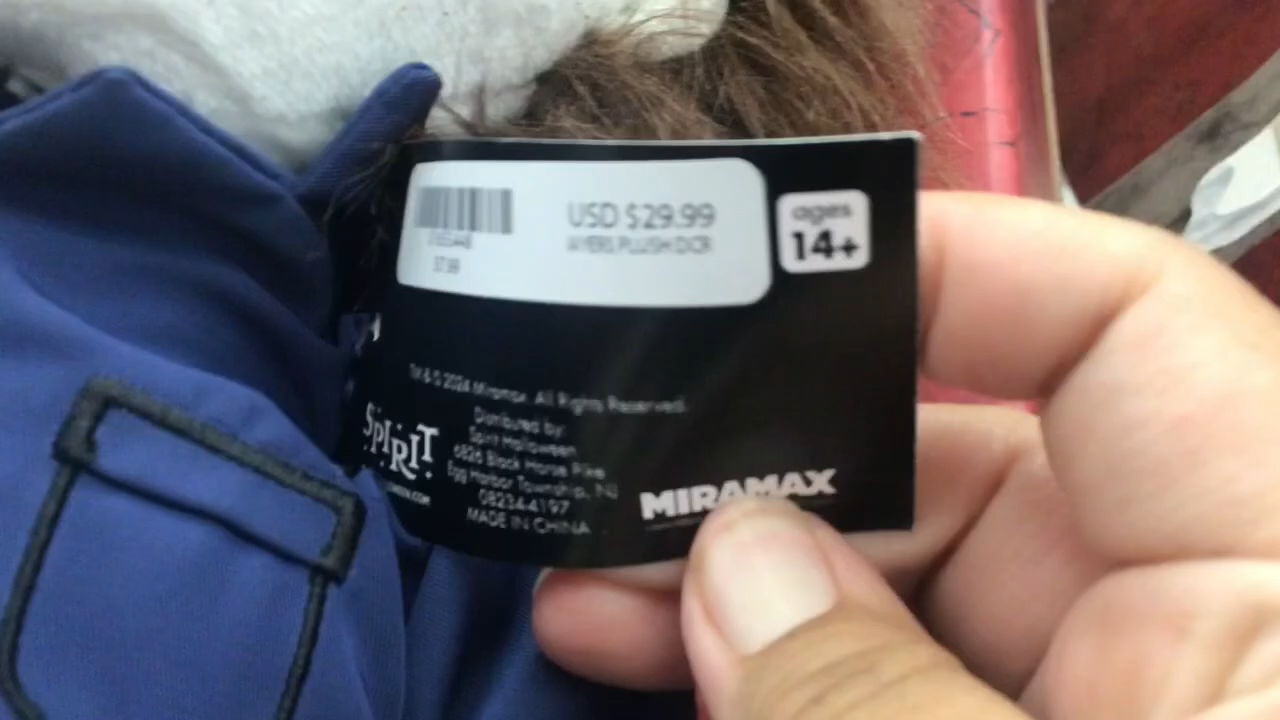 USD $29.99
MYERS PLUSH DCR
ages
14+
TM & © 2024 Miramax. All Rights Reserved.
Distributed by:
Spirit Halloween
6826 Black Horse Pike
Egg Harbor Township, NJ
08234-4197
MADE IN CHINA
SPIRIT
MIRAMAX